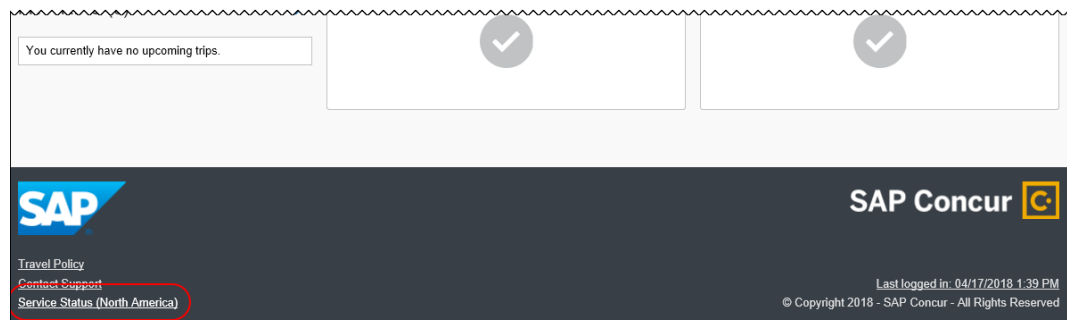 You currently have no upcoming trips.
SAP
SAP Concur C.
Travel Policy
Contact Support
Service Status (North America)
Last logged in: 04/17/2018 1:39 PM
© Copyright 2018 - SAP Concur - All Rights Reserved